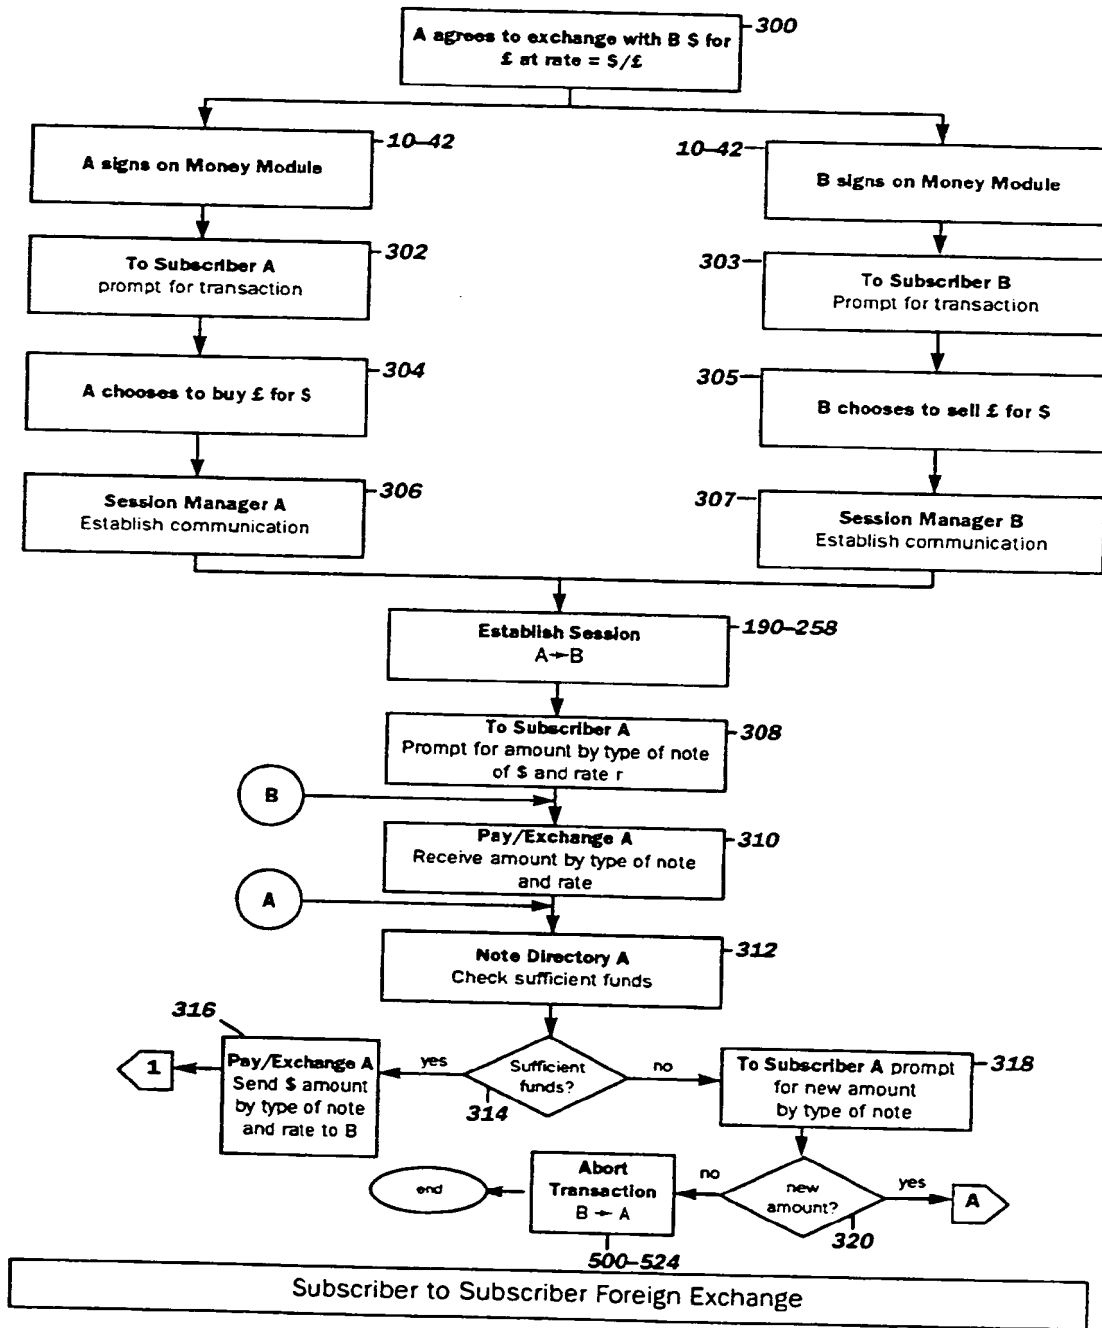 A agrees to exchange with B $ for
£ at rate = $/£
300
A signs on Money Module
10-42
10-42
B signs on Money Module
To Subscriber A
prompt for transaction
302
303
To Subscriber B
Prompt for transaction
A chooses to buy £ for $
304
305
B chooses to sell £ for $
Session Manager A
Establish communication
306
307
Session Manager B
Establish communication
Establish Session
A→B
190-258
To Subscriber A
Prompt for amount by type of note
of $ and rate r
308
B
Pay/Exchange A
Receive amount by type of note
and rate
310
A
Note Directory A
Check sufficient funds
312
316
1
Pay/Exchange A
Send $ amount
by type of note
and rate to B
yes
Sufficient
funds?
314
no
To Subscriber A prompt
for new amount
by type of note
318
end
Abort
Transaction
B → A
500-524
no
new
amount?
320
yes
A
Subscriber to Subscriber Foreign Exchange